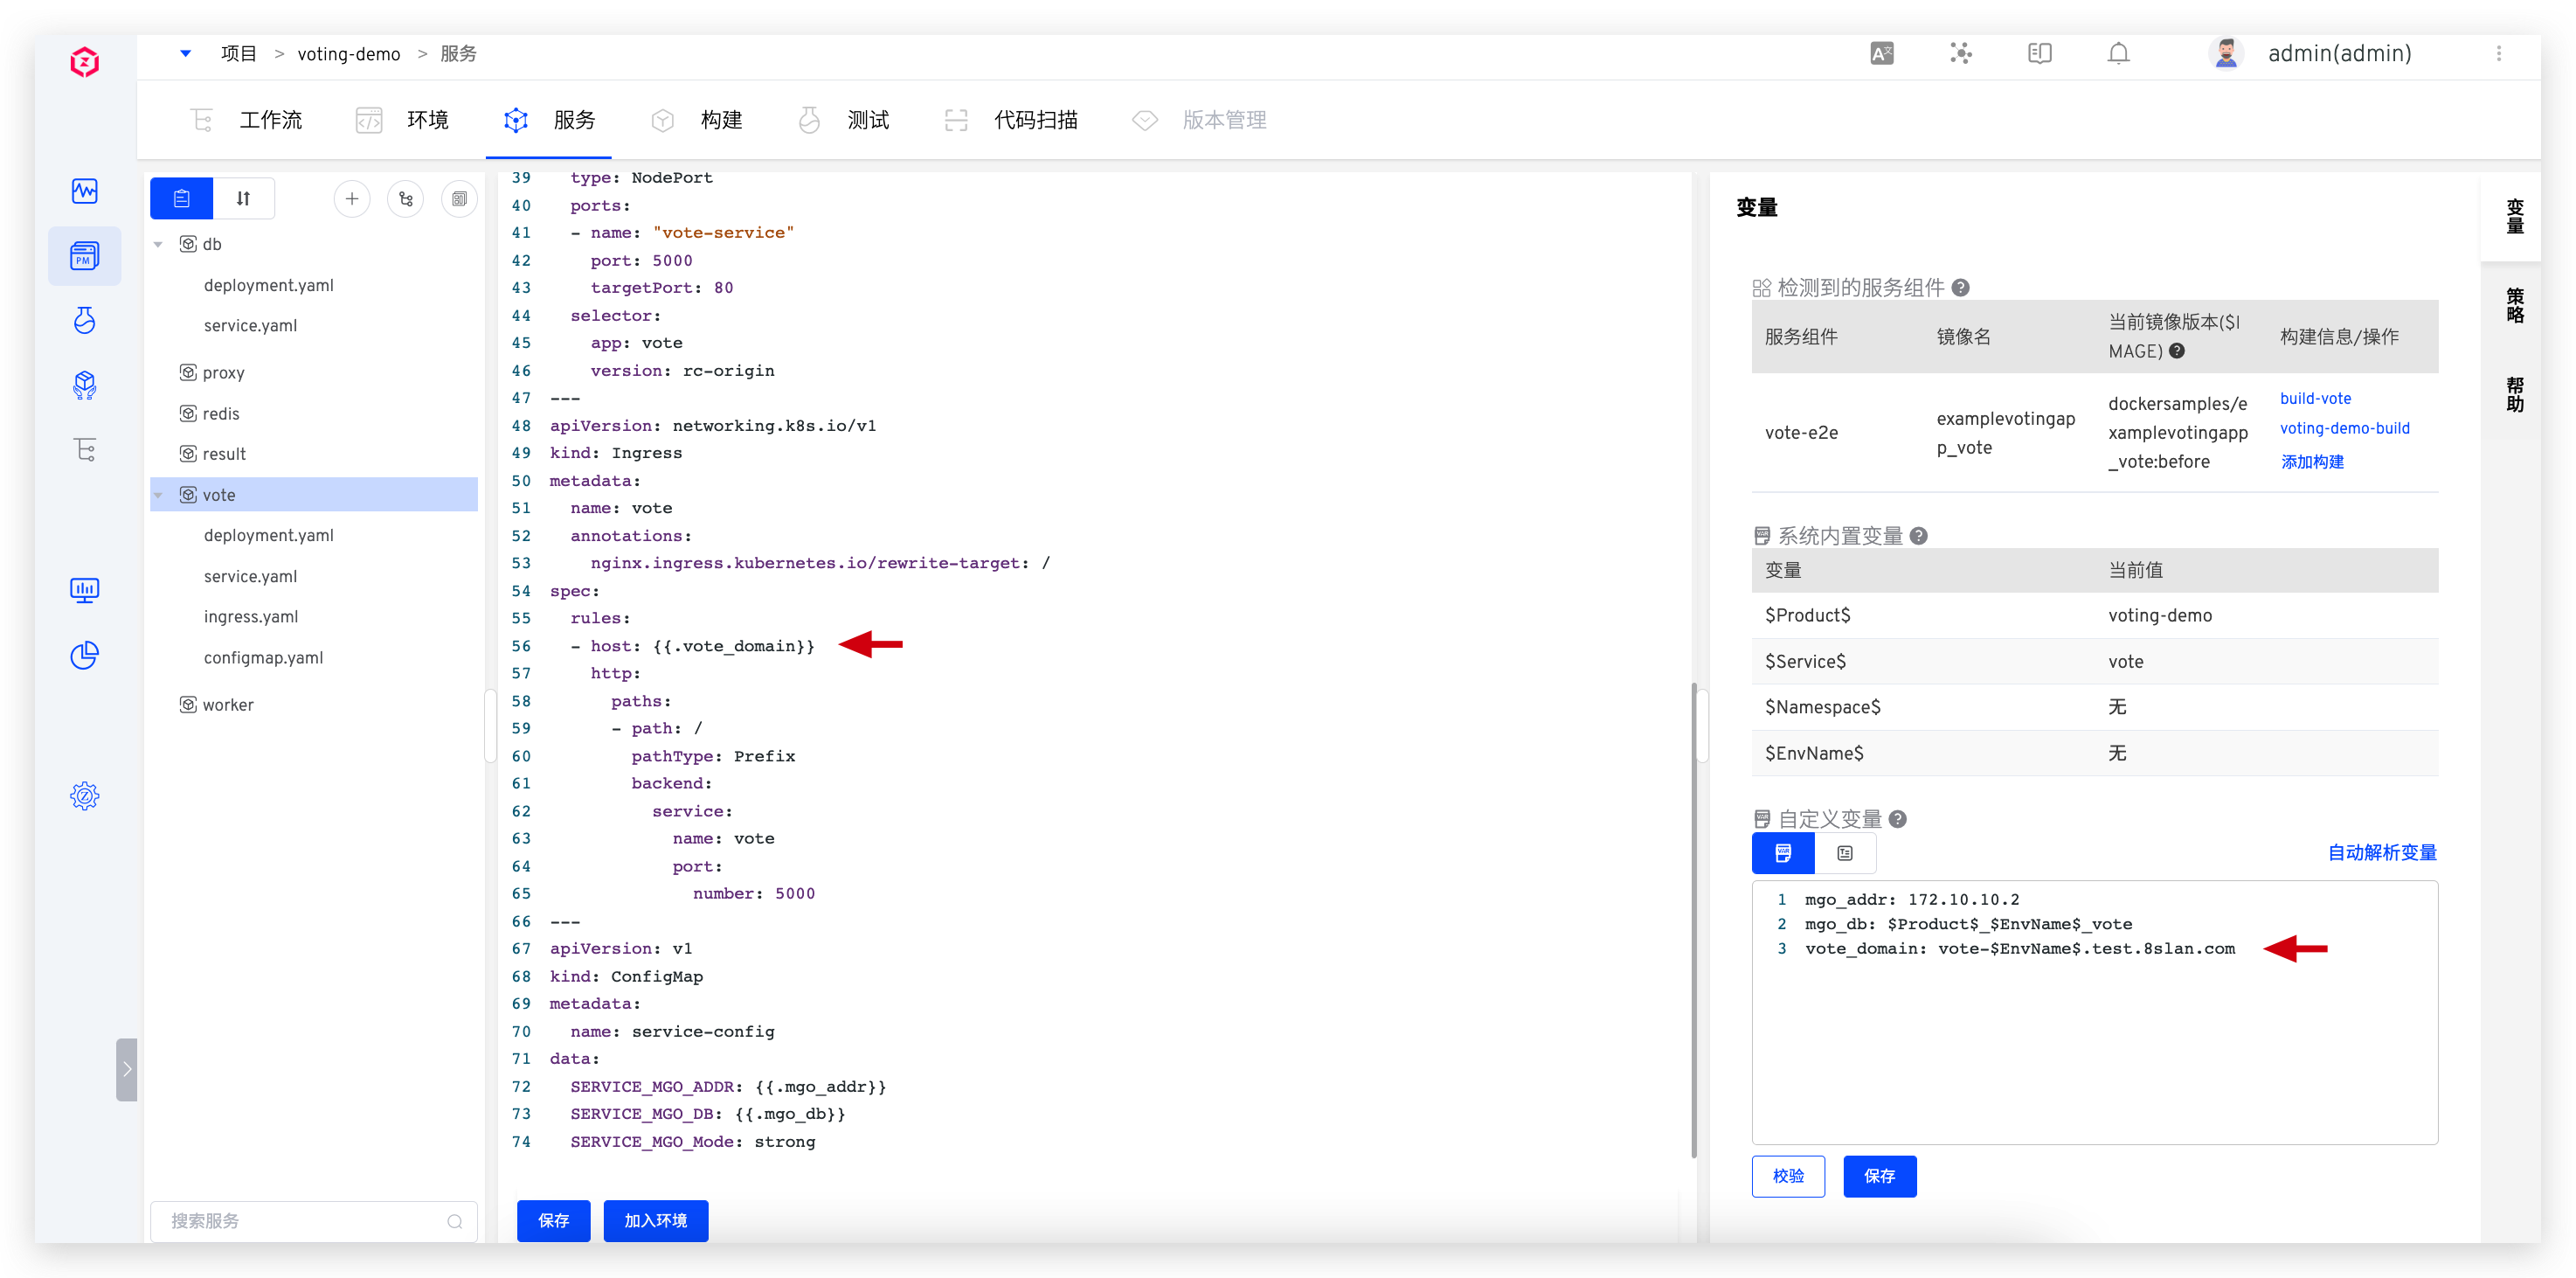 项目 > voting-demo > 服务
admin(admin)
工作流
环境
服务
构建
测试
代码扫描
版本管理
PM
db
deployment.yaml
service.yaml
proxy
redis
result
vote
deployment.yaml
service.yaml
ingress.yaml
configmap.yaml
worker
搜索服务
39 type: NodePort
40 ports:
41 - name: "vote-service"
42 port: 5000
43 targetPort: 80
44 selector:
45 app: vote
46 version: rc-origin
47 ---
48 apiVersion: networking.k8s.io/v1
49 kind: Ingress
50 metadata:
51 name: vote
52 annotations:
53 nginx.ingress.kubernetes.io/rewrite-target: /
54 spec:
55 rules:
56 - host: {{.vote_domain}}
57 http:
58 paths:
59 - path: /
60 pathType: Prefix
61 backend:
62 service:
63 name: vote
64 port:
65 number: 5000
66 ---
67 apiVersion: v1
68 kind: ConfigMap
69 metadata:
70 name: service-config
71 data:
72 SERVICE_MGO_ADDR: {{.mgo_addr}}
73 SERVICE_MGO_DB: {{.mgo_db}}
74 SERVICE_MGO_Mode: strong
保存
加入环境
变量
检测到的服务组件
服务组件
镜像名
当前镜像版本($I
MAGE)
构建信息/操作
vote-e2e
examplevotingap
p_vote
dockersamples/e
xamplevotingapp
_vote:before
build-vote
voting-demo-build
添加构建
系统内置变量
变量 当前值
$Product$ voting-demo
$Service$ vote
$Namespace$ 无
$EnvName$ 无
自定义变量
自动解析变量
1 mgo_addr: 172.10.10.2
2 mgo_db: $Product$_$EnvName$_vote
3 vote_domain: vote-$EnvName$.test.8slan.com
校验
保存
变量
策略
帮助